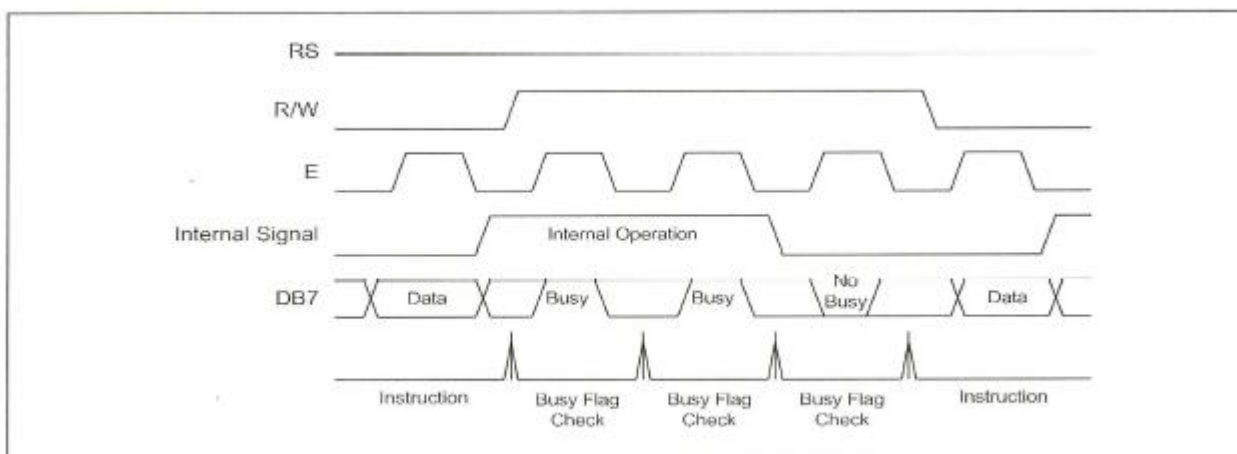 RS
R/W
E
Internal Signal
Internal Operation
DB7
Data
Busy
Busy
No
Busy
Data
Instruction
Busy Flag
Check
Busy Flag
Check
Busy Flag
Check
Instruction